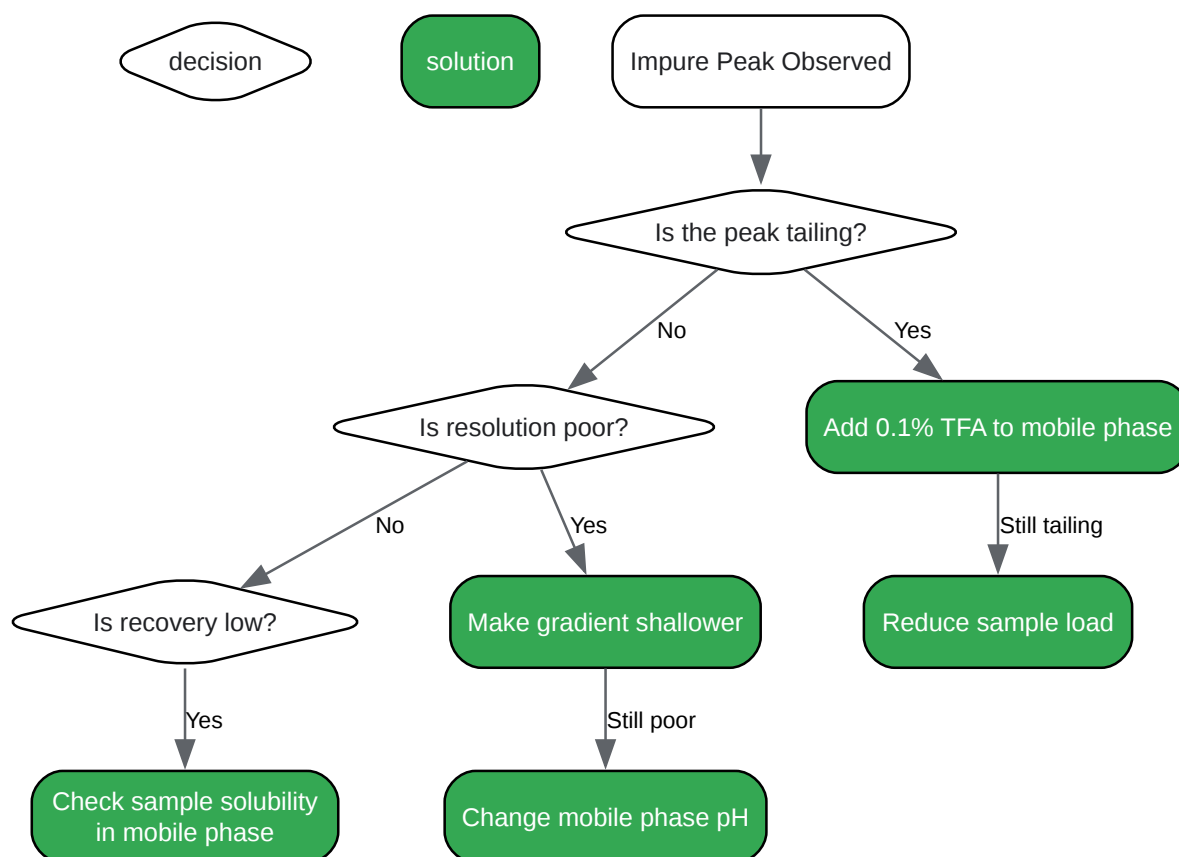 decision
solution
Impure Peak Observed
Is the peak tailing?
No
Yes
Is resolution poor?
Add 0.1% TFA to mobile phase
No
Yes
Still tailing
Is recovery low?
Make gradient shallower
Reduce sample load
Yes
Still poor
Check sample solubility
in mobile phase
Change mobile phase pH